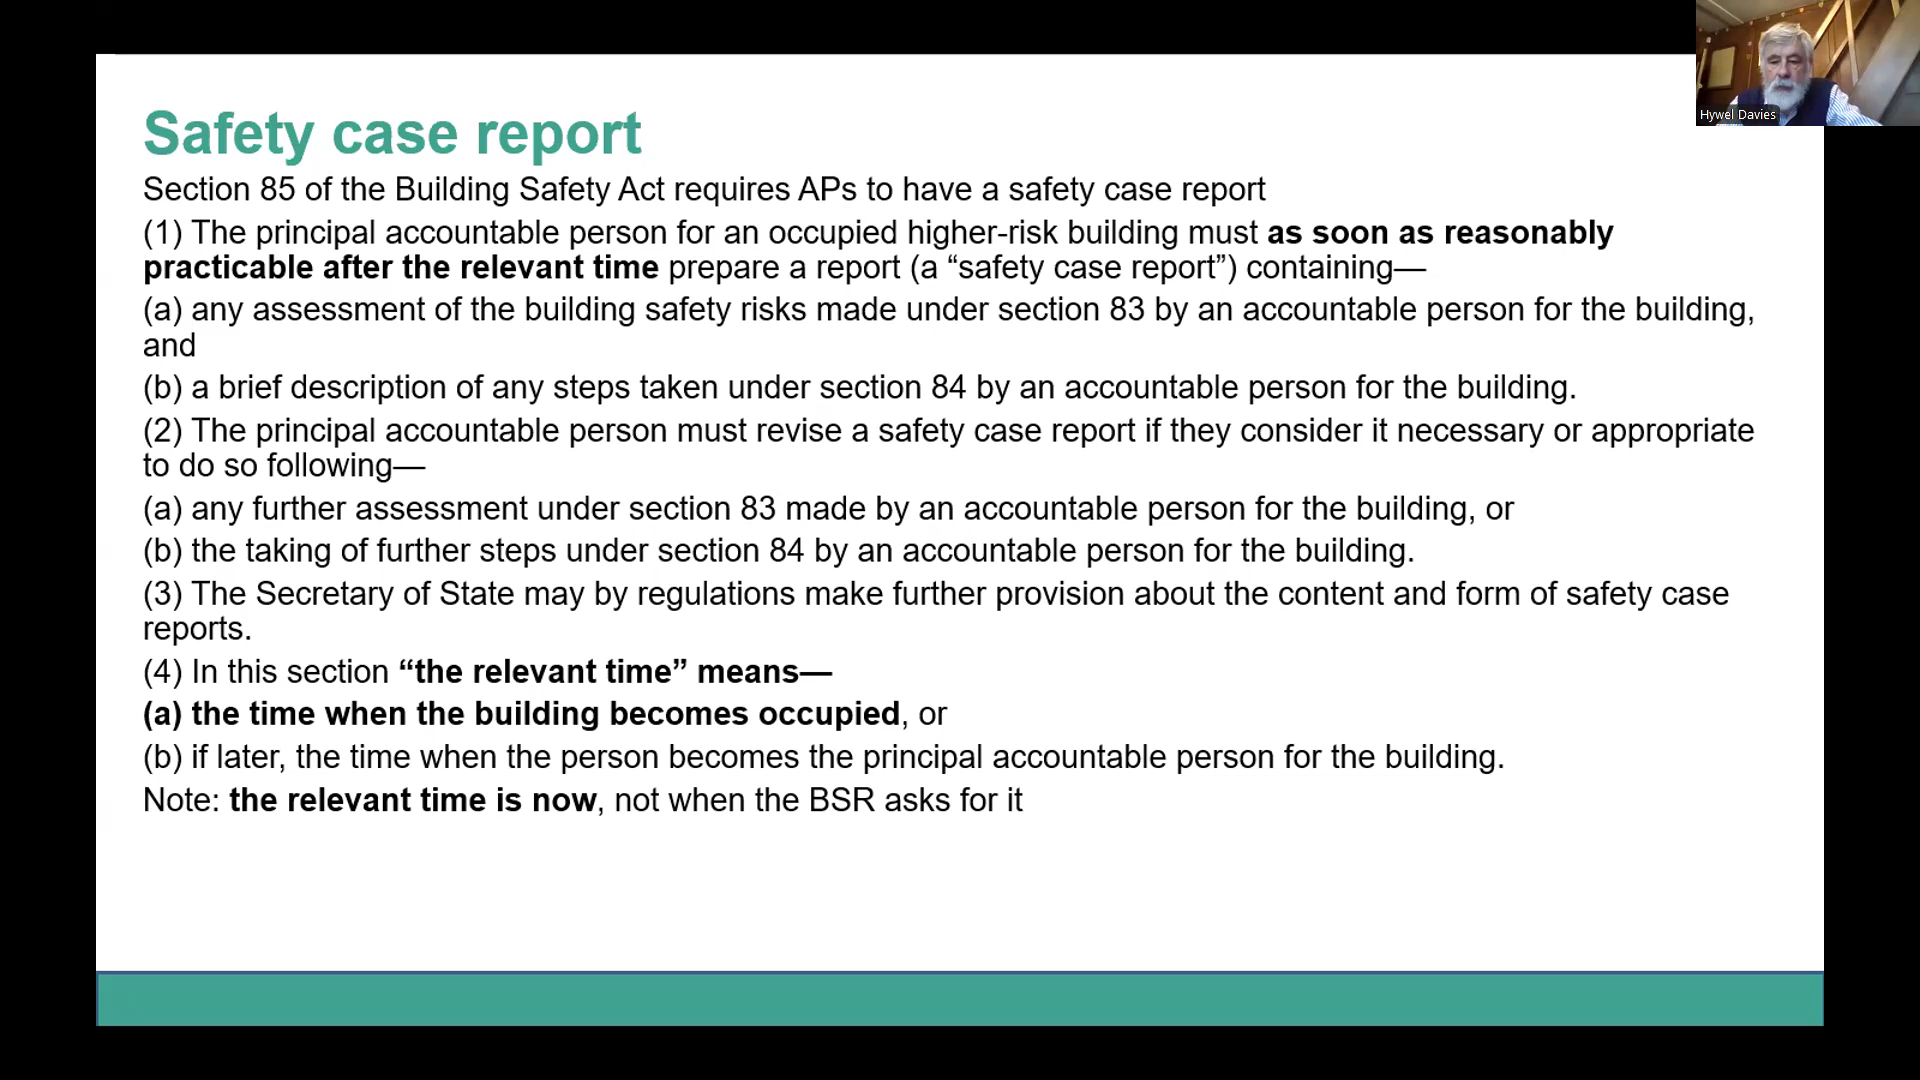 Safety case report
Section 85 of the Building Safety Act requires APs to have a safety case report
(1) The principal accountable person for an occupied higher-risk building must as soon as reasonably
practicable after the relevant time prepare a report (a “safety case report”) containing—
(a) any assessment of the building safety risks made under section 83 by an accountable person for the building,
and
(b) a brief description of any steps taken under section 84 by an accountable person for the building.
(2) The principal accountable person must revise a safety case report if they consider it necessary or appropriate
to do so following—
(a) any further assessment under section 83 made by an accountable person for the building, or
(b) the taking of further steps under section 84 by an accountable person for the building.
(3) The Secretary of State may by regulations make further provision about the content and form of safety case
reports.
(4) In this section “the relevant time” means—
(a) the time when the building becomes occupied, or
(b) if later, the time when the person becomes the principal accountable person for the building.
Note: the relevant time is now, not when the BSR asks for it
Hywel Davies